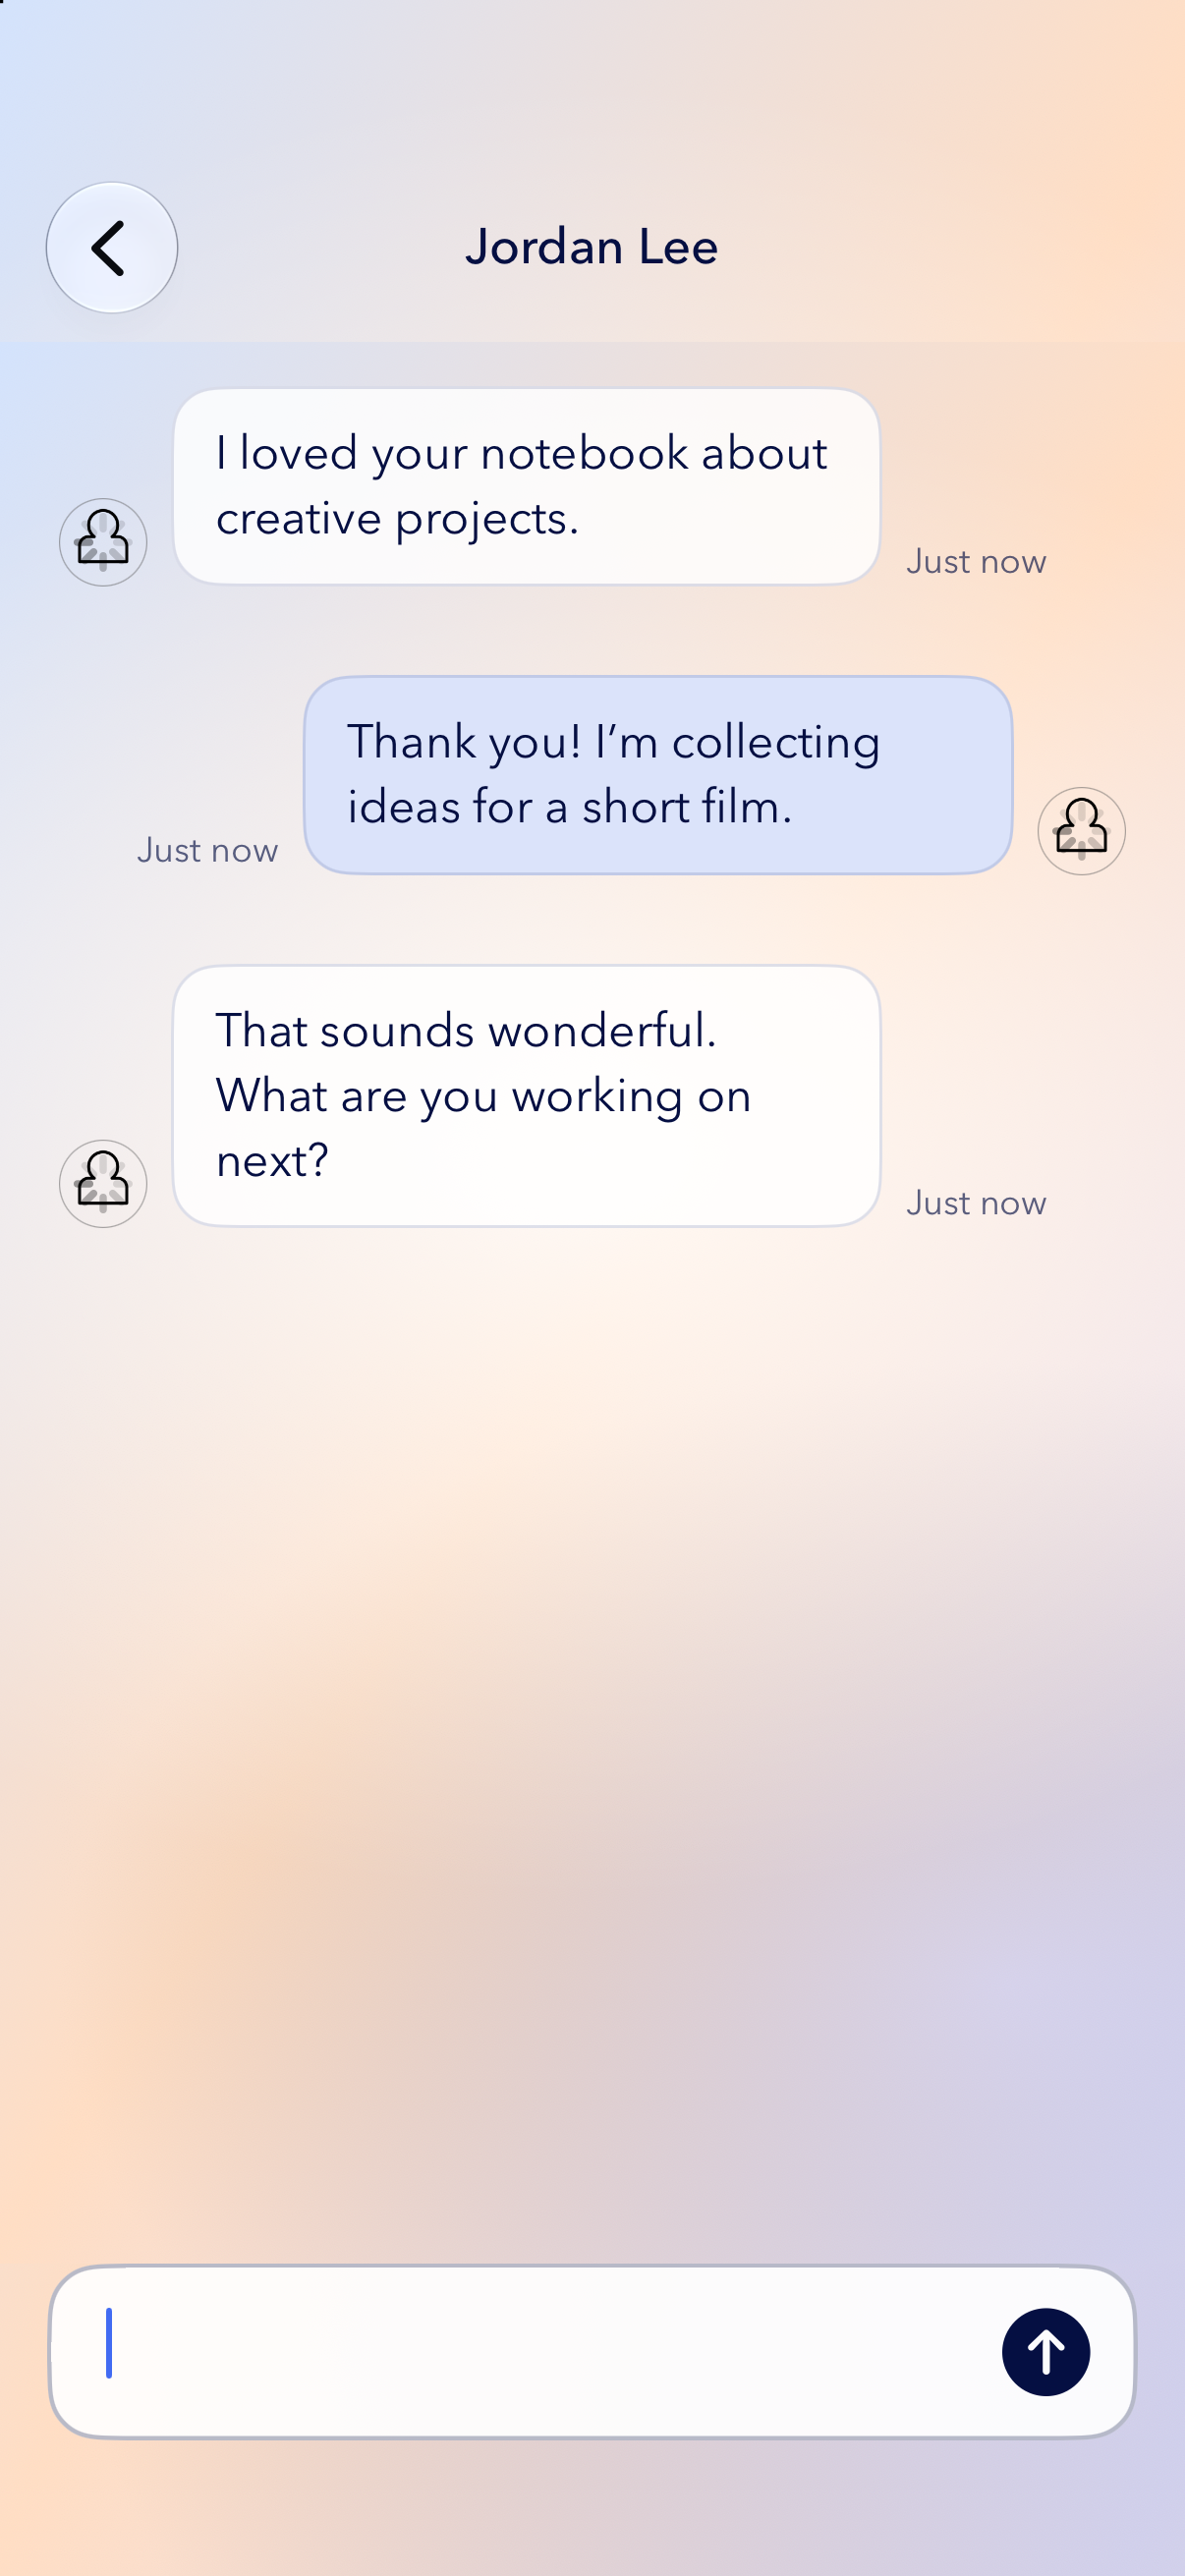 Jordan Lee
I loved your notebook about
creative projects.
Just now
Thank you! I’m collecting
ideas for a short film.
Just now
That sounds wonderful.
What are you working on
next?
Just now